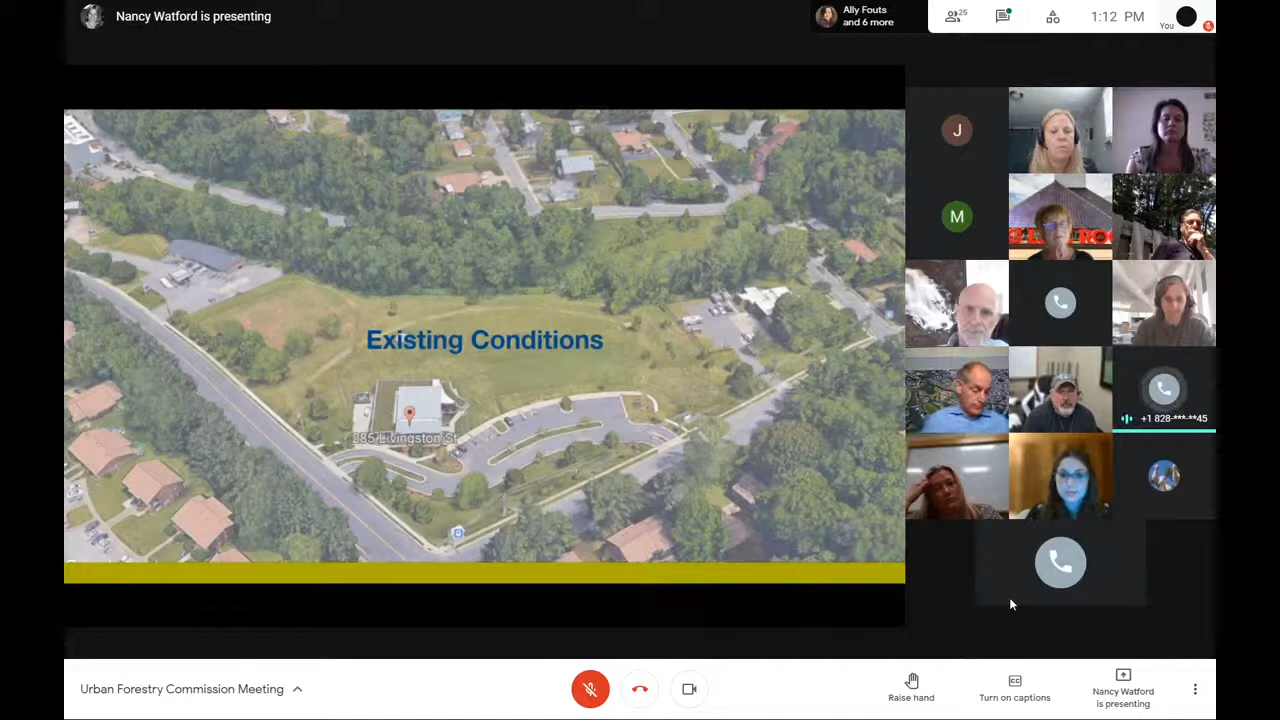 Nancy Watford is presenting
Ally Fouts
and 6 more
25
1:12 PM
You
J
M
Existing Conditions
285 Livingston St
+1 828-***-**45
Urban Forestry Commission Meeting
Raise hand
Turn on captions
Nancy Watford
is presenting